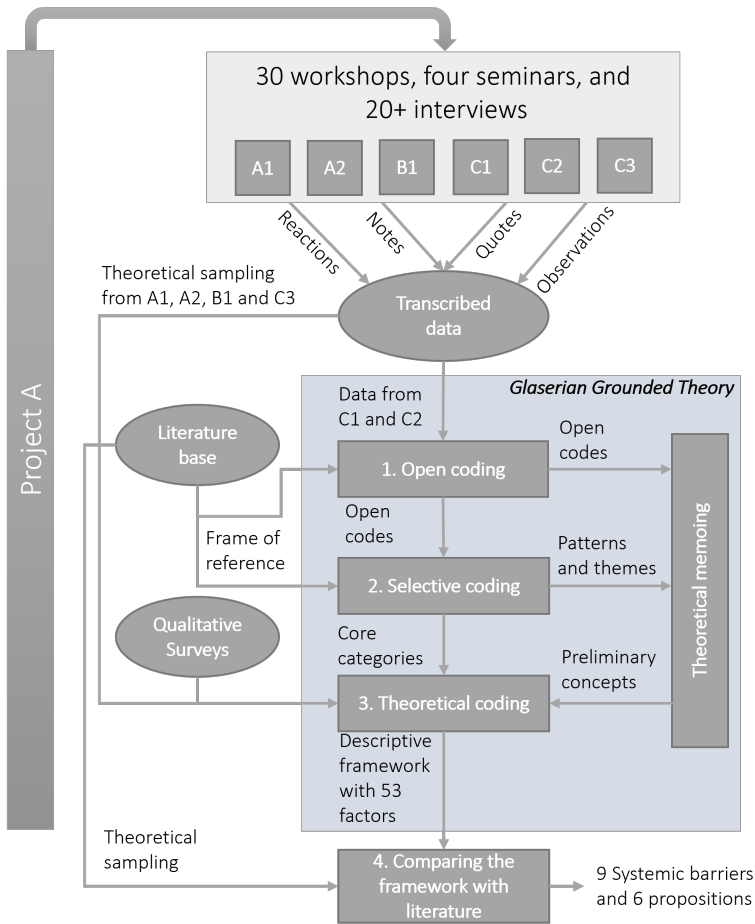 30 workshops, four seminars, and
20+ interviews
A1
A2
B1
C1
C2
C3
Reactions
Notes
Quotes
Observations
Theoretical sampling
from A1, A2, B1 and C3
Transcribed
data
Project A
Glaserian Grounded Theory
Data from
C1 and C2
Literature
base
1. Open coding
Open
codes
Theoretical memoing
Open
codes
Frame of
reference
2. Selective coding
Patterns
and themes
Qualitative
Surveys
Core
categories
Preliminary
concepts
3. Theoretical coding
Descriptive
framework
with 53
factors
Theoretical
sampling
4. Comparing the
framework with
literature
9 Systemic barriers
and 6 propositions